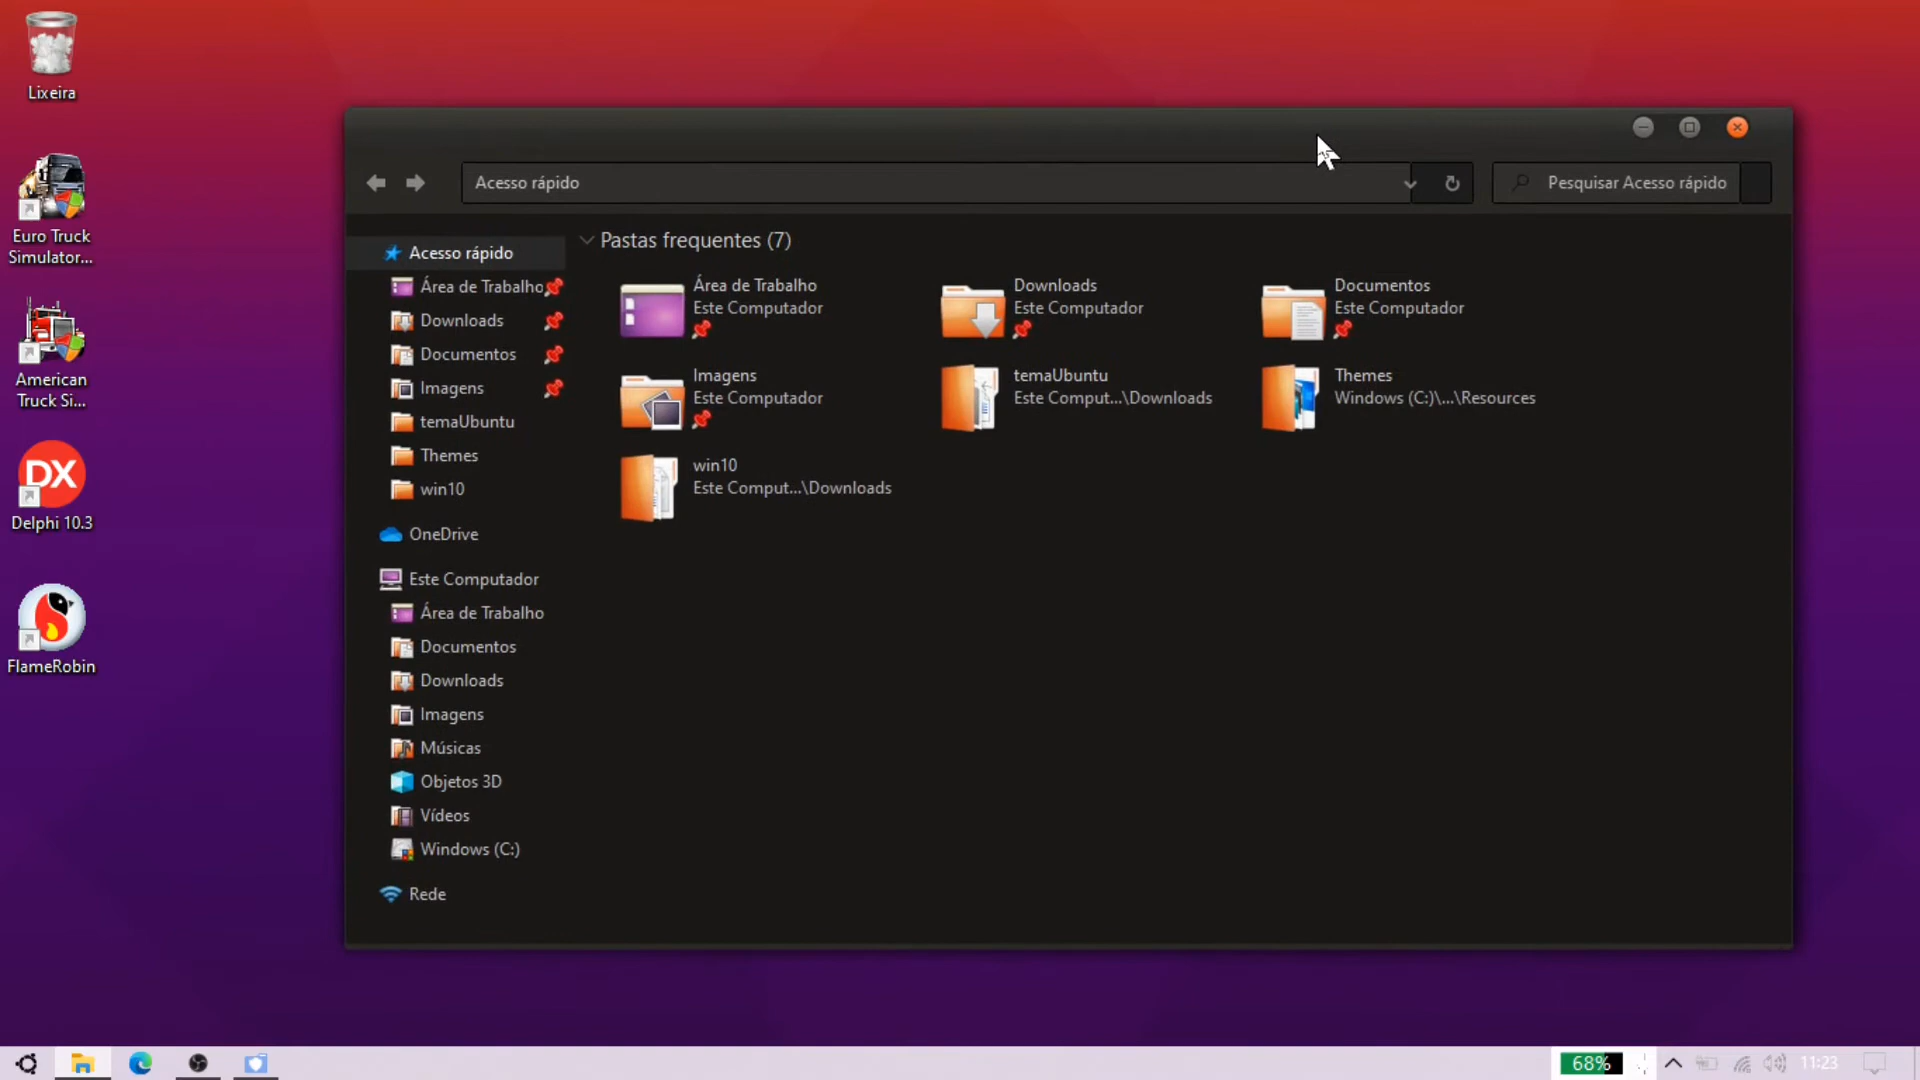 Lixeira
Euro Truck
Simulator...
American
Truck Si...
DX
Delphi 10.3
FlameRobin
Acesso rápido
Pesquisar Acesso rápido
Acesso rápido
Área de Trabalho
Downloads
Documentos
Imagens
temaUbuntu
Themes
win10
OneDrive
Este Computador
Área de Trabalho
Documentos
Downloads
Imagens
Músicas
Objetos 3D
Vídeos
Windows (C:)
Rede
Pastas frequentes (7)
Área de Trabalho
Este Computador
Downloads
Este Computador
Documentos
Este Computador
Imagens
Este Computador
temaUbuntu
Este Comput...\Downloads
Themes
Windows (C:)\...\Resources
win10
Este Comput...\Downloads
68%
11:23